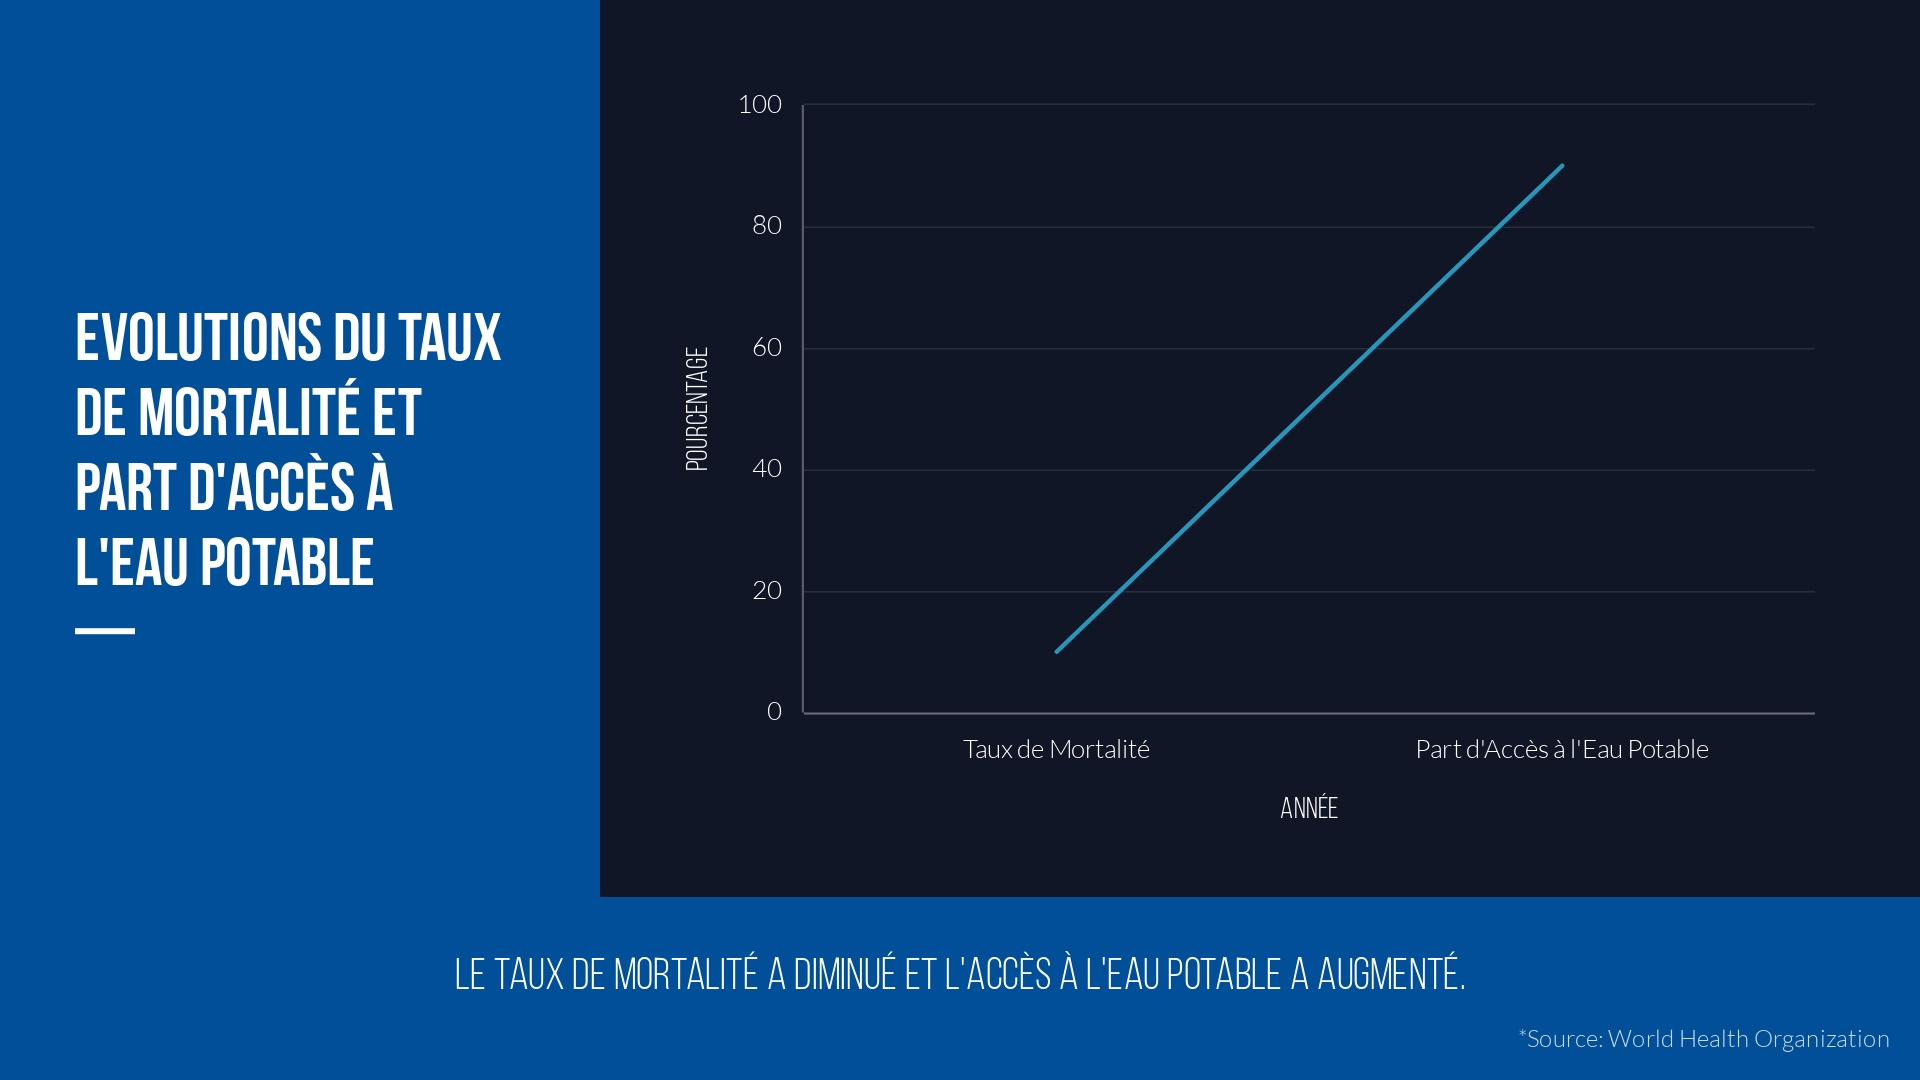 EVOLUTIONS DU TAUX
DE MORTALITÉ ET
PART D'ACCÈS À
L'EAU POTABLE
POURCENTAGE
100
80
60
40
20
0
Taux de Mortalité
Part d'Accès à l'Eau Potable
ANNÉE
LE TAUX DE MORTALITÉ A DIMINUÉ ET L'ACCÈS À L'EAU POTABLE A AUGMENTÉ.
*Source: World Health Organization